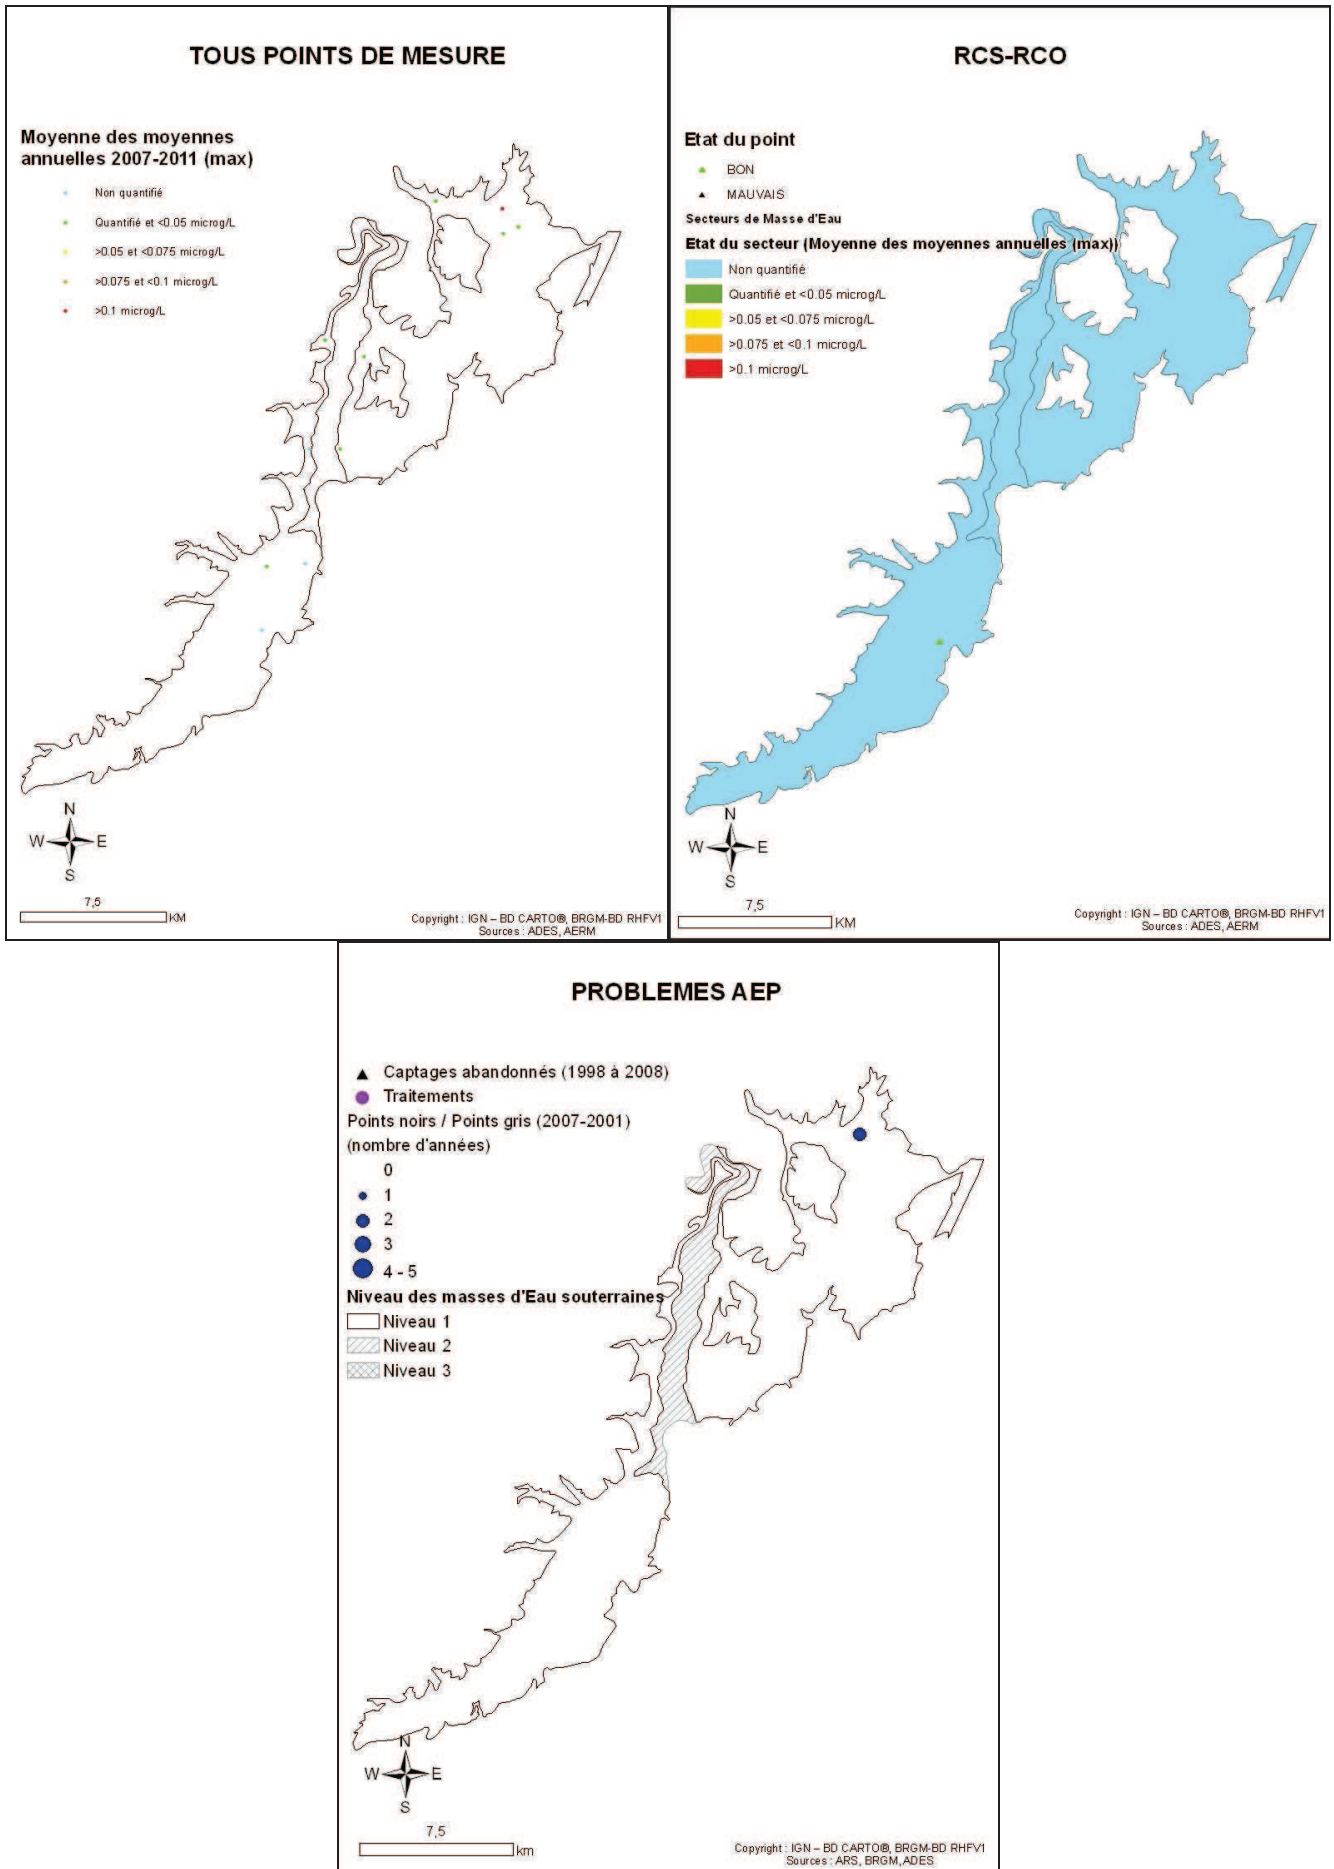 TOUS POINTS DE MESURE
Moyenne des moyennes
annuelles 2007-2011 (max)
Non quantifié
Quantifié et <0.05 microg/L
>0.05 et <0.075 microg/L
>0.075 et <0.1 microg/L
>0.1 microg/L
N
W E
S
7,5
KM
Copyright : IGN – BD CARTO®, BRGM-BD RHFV1
Sources : ADES, AERM
RCS-RCO
Etat du point
BON
MAUVAIS
Secteurs de Masse d'Eau
Etat du secteur (Moyenne des moyennes annuelles (max))
Non quantifié
Quantifié et <0.05 microg/L
>0.05 et <0.075 microg/L
>0.075 et <0.1 microg/L
>0.1 microg/L
N
W E
S
7,5
KM
Copyright : IGN – BD CARTO®, BRGM-BD RHFV1
Sources : ADES, AERM
PROBLEMES AEP
Captages abandonnés (1998 à 2008)
Traitements
Points noirs / Points gris (2007-2001)
(nombre d'années)
0
1
2
3
4 - 5
Niveau des masses d'Eau souterraines
Niveau 1
Niveau 2
Niveau 3
N
W E
S
7,5
km
Copyright : IGN – BD CARTO®, BRGM-BD RHFV1
Sources : ARS, BRGM, ADES